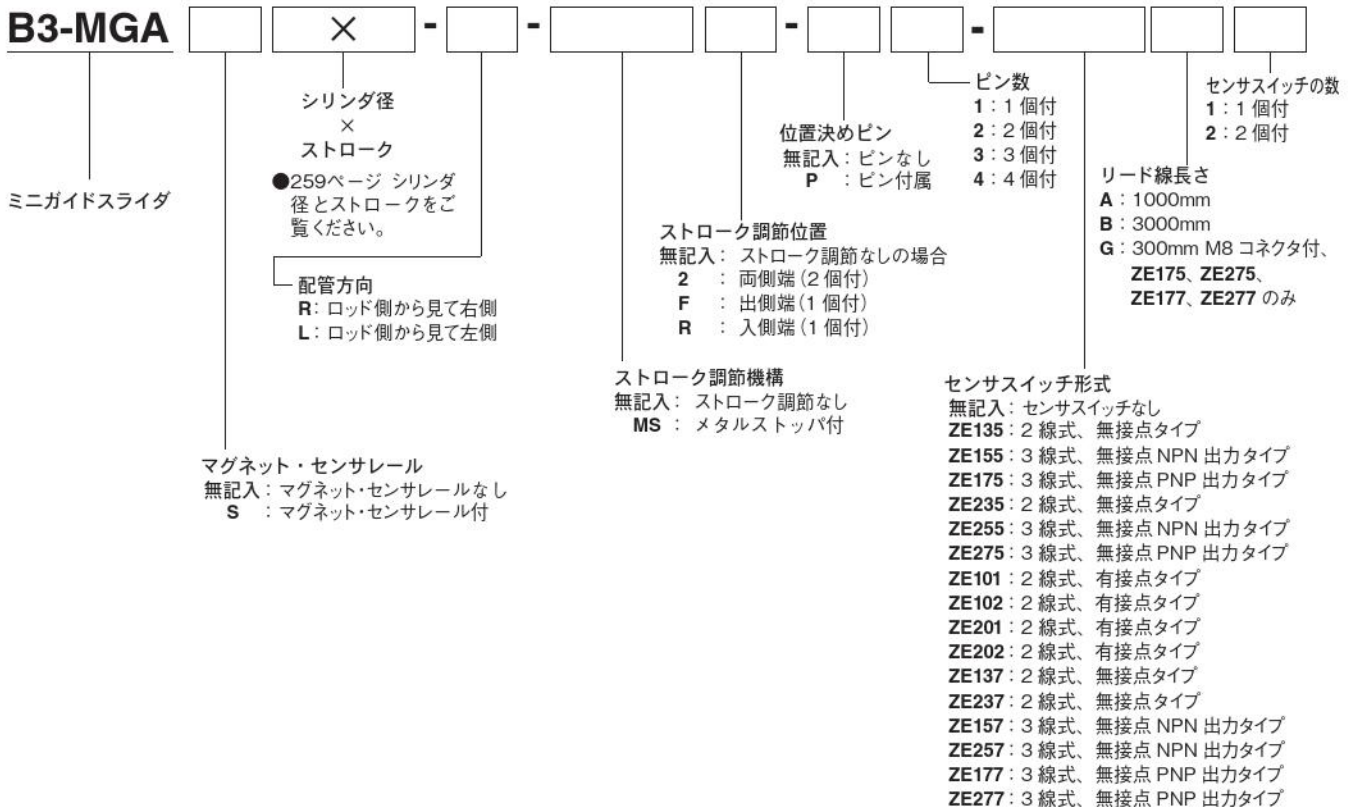 B3-MGA × - - - -
ミニガイドスライダ
シリンダ径
×
ストローク
●259ページ シリンダ
径とストロークをご
覧ください。
配管方向
R：ロッド側から見て右側
L：ロッド側から見て左側
マグネット・センサレール
無記入：マグネット・センサレールなし
S ：マグネット・センサレール付
ストローク調節機構
無記入： ストローク調節なし
MS ： メタルストッパ付
ストローク調節位置
無記入： ストローク調節なしの場合
2 ： 両側端（2 個付）
F ： 出側端（1 個付）
R ： 入側端（1 個付）
位置決めピン
無記入：ピンなし
P ：ピン付属
ピン数
1：1 個付
2：2 個付
3：3 個付
4：4 個付
センサスイッチ形式
無記入：センサスイッチなし
ZE135：2 線式、無接点タイプ
ZE155：3 線式、無接点 NPN 出力タイプ
ZE175：3 線式、無接点 PNP 出力タイプ
ZE235：2 線式、無接点タイプ
ZE255：3 線式、無接点 NPN 出力タイプ
ZE275：3 線式、無接点 PNP 出力タイプ
ZE101：2 線式、有接点タイプ
ZE102：2 線式、有接点タイプ
ZE201：2 線式、有接点タイプ
ZE202：2 線式、有接点タイプ
ZE137：2 線式、無接点タイプ
ZE237：2 線式、無接点タイプ
ZE157：3 線式、無接点 NPN 出力タイプ
ZE257：3 線式、無接点 NPN 出力タイプ
ZE177：3 線式、無接点 PNP 出力タイプ
ZE277：3 線式、無接点 PNP 出力タイプ
リード線長さ
A：1000mm
B：3000mm
G：300mm M8 コネクタ付、
ZE175、ZE275、
ZE177、ZE277 のみ
センサスイッチの数
1：1 個付
2：2 個付